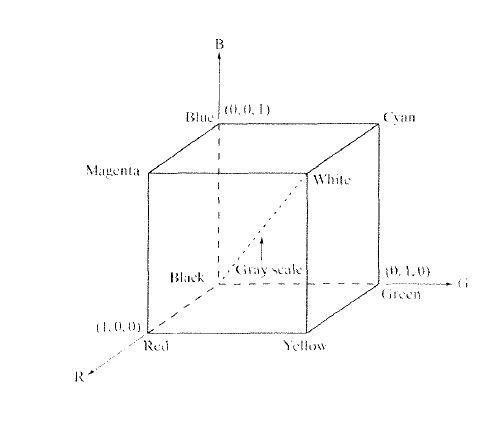 B
Blue (0, 0, 1)
Cyan
Magenta
White
Black
Gray scale
(0, 1, 0)
G
Green
(1, 0, 0)
Red
Yellow
R